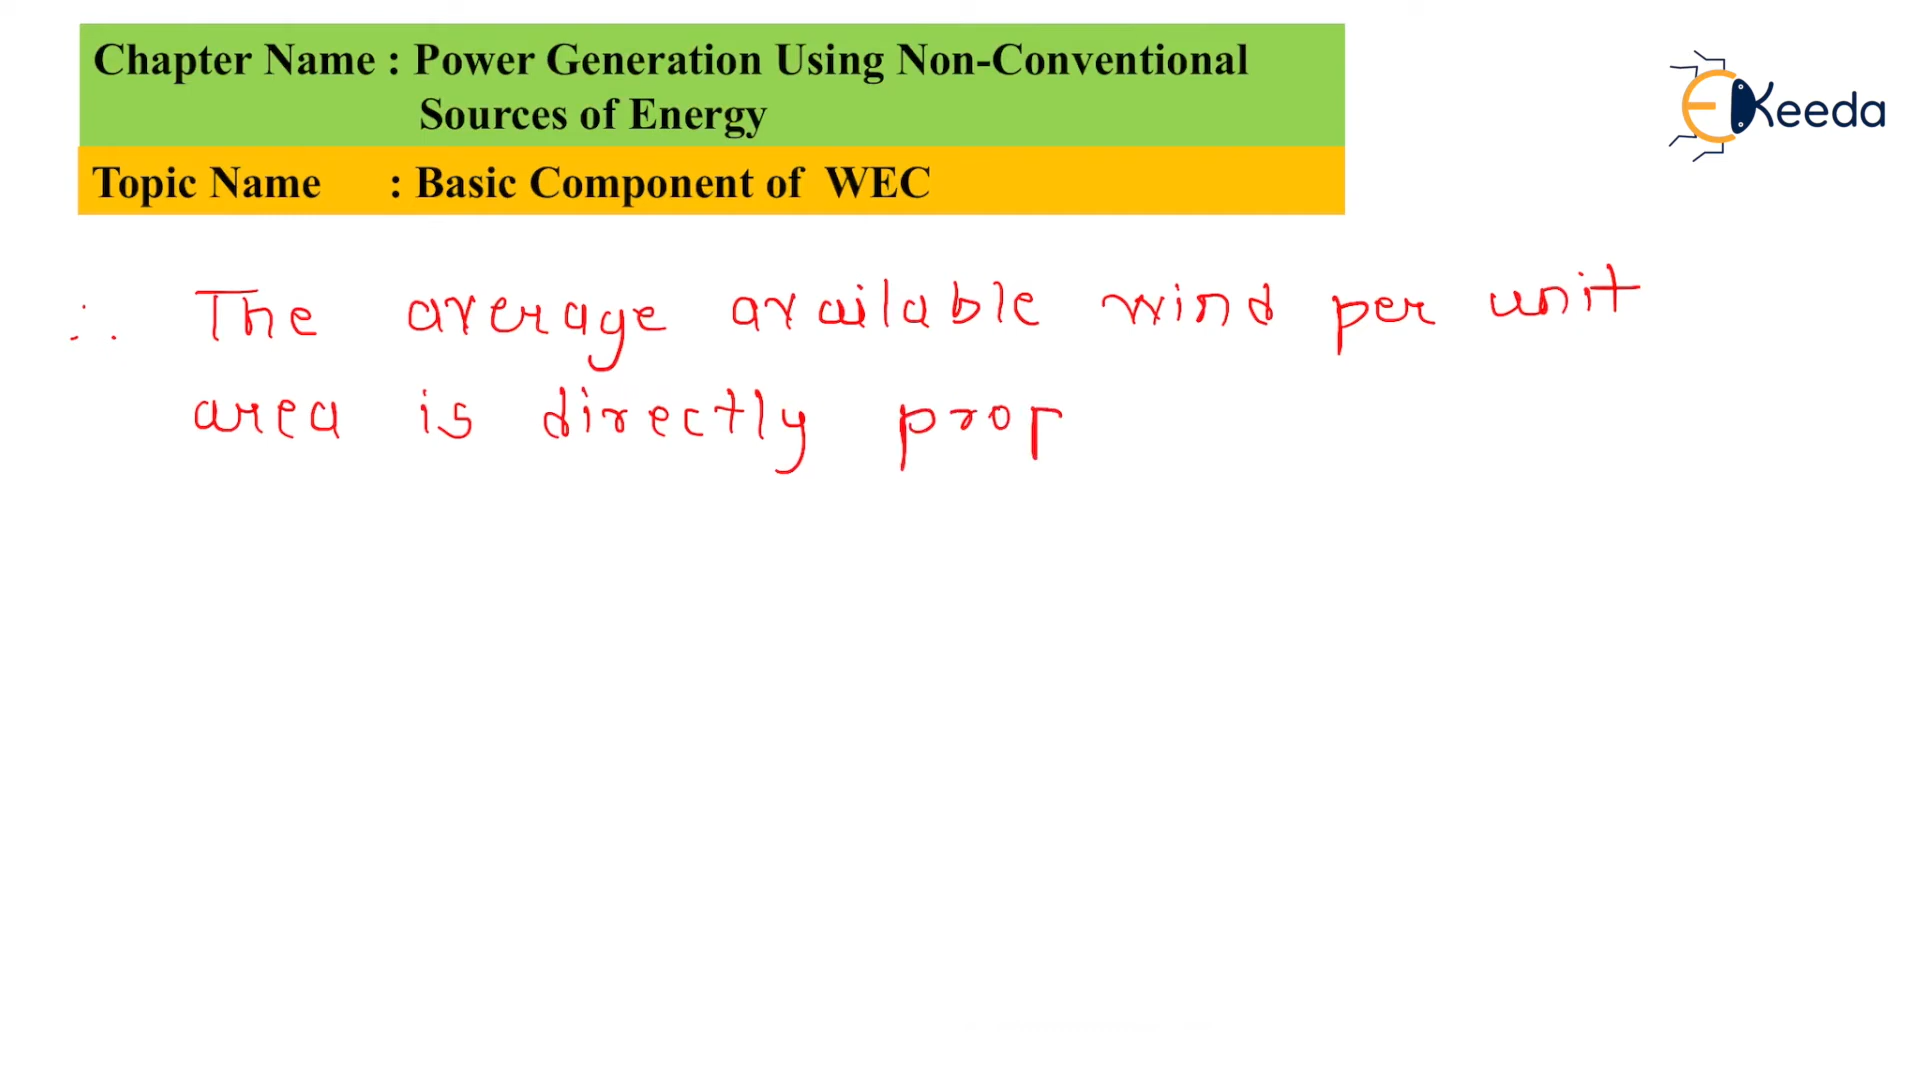 Chapter Name : Power Generation Using Non-Conventional
Sources of Energy
Topic Name : Basic Component of WEC
EKeeda
∴ The average available wind per unit
area is directly prop